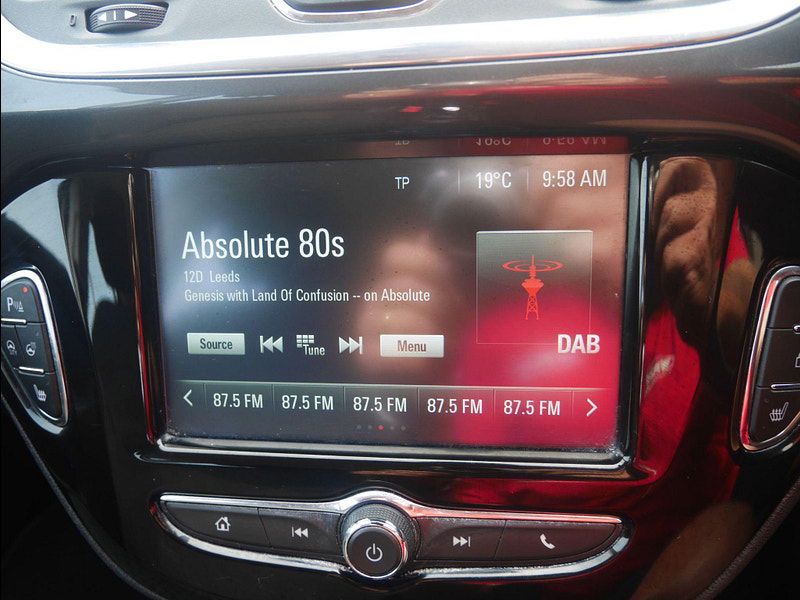 0
TP 19°C 9:58 AM
Absolute 80s
12D Leeds
Genesis with Land Of Confusion -- on Absolute
Source Tune Menu
DAB
87.5 FM 87.5 FM 87.5 FM 87.5 FM 87.5 FM
P